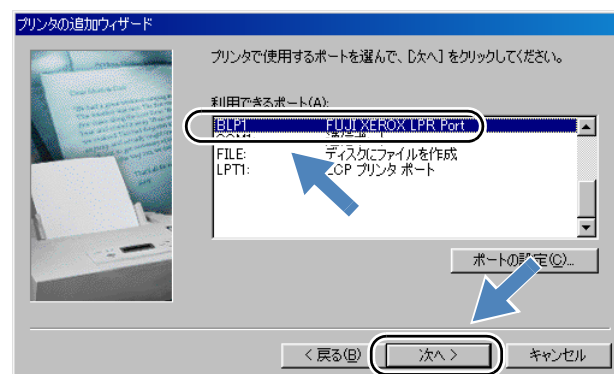 プリンタの追加ウィザード
プリンタで使用するポートを選んで、[次へ] をクリックしてください。
利用できるポート(A):
BLP1 FUJI XEROX LPR Port
FILE: ディスクにファイルを作成
LPT1: ECP プリンタ ポート
ポートの設定(C)...
< 戻る(B)
次へ >
キャンセル